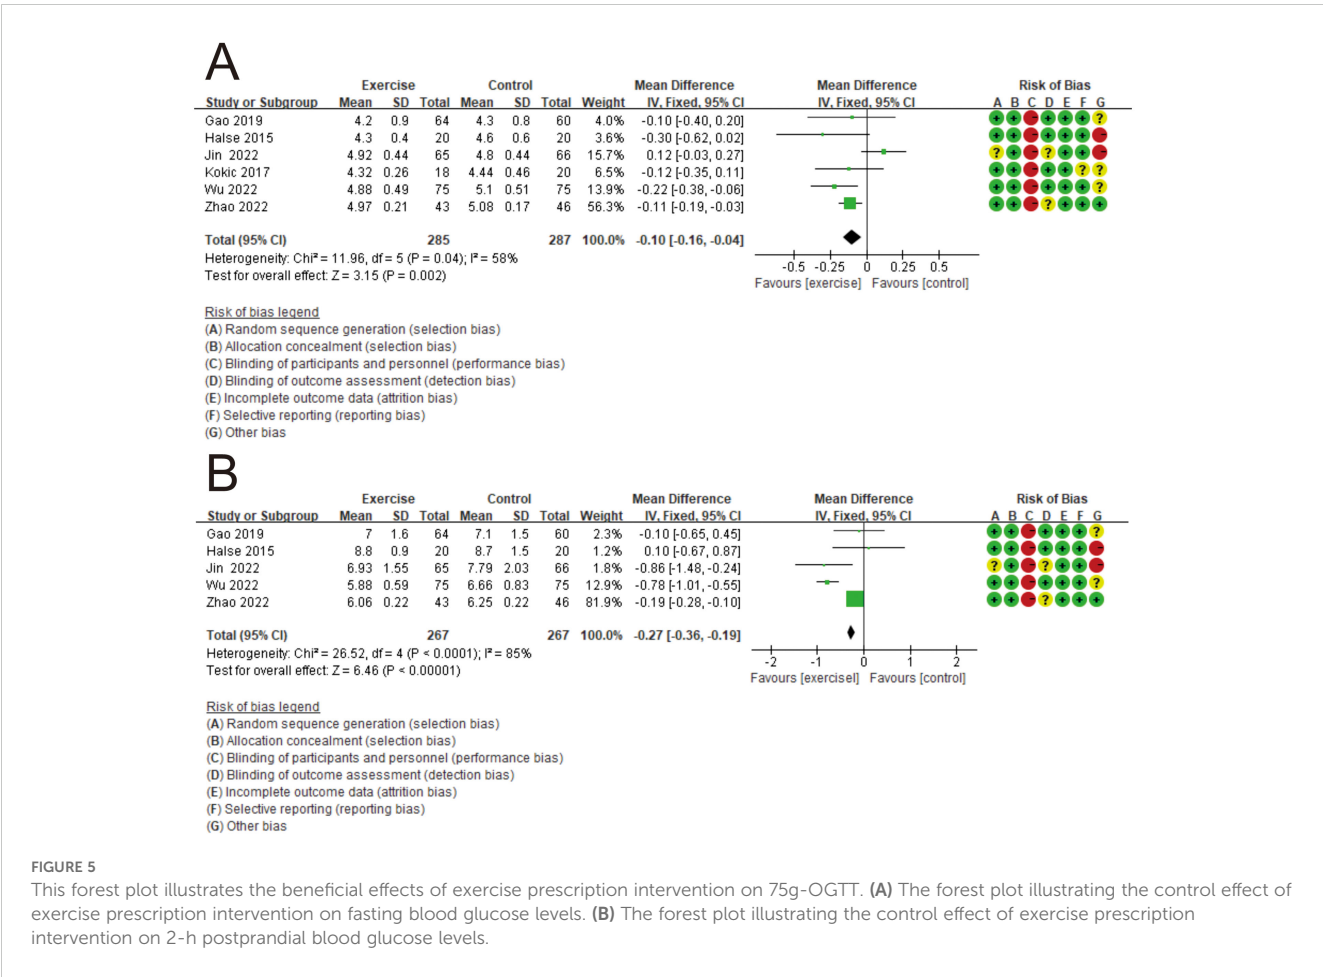 A
Exercise Control Mean Difference Mean Difference Risk of Bias
Study or Subgroup Mean SD Total Mean SD Total Weight IV, Fixed, 95% CI IV, Fixed, 95% CI A B C D E F G
Gao 2019 4.2 0.9 64 4.3 0.8 60 4.0% -0.10 [-0.40, 0.20] + + - + + + ?
Halse 2015 4.3 0.4 20 4.6 0.6 20 3.6% -0.30 [-0.62, 0.02] + + - + + + -
Jin 2022 4.92 0.44 65 4.8 0.44 66 15.7% 0.12 [-0.03, 0.27] ? + - ? + + -
Kokic 2017 4.32 0.26 18 4.44 0.46 20 6.5% -0.12 [-0.35, 0.11] + + - + + ? ?
Wu 2022 4.88 0.49 75 5.1 0.51 75 13.9% -0.22 [-0.38, -0.06] + + - + + + ?
Zhao 2022 4.97 0.21 43 5.08 0.17 46 56.3% -0.11 [-0.19, -0.03] + + - ? + + +
Total (95% CI) 285 287 100.0% -0.10 [-0.16, -0.04]
Heterogeneity: Chi² = 11.96, df = 5 (P = 0.04); I² = 58%
Test for overall effect: Z = 3.15 (P = 0.002)
-0.5 -0.25 0 0.25 0.5
Favours [exercise] Favours [control]
Risk of bias legend
(A) Random sequence generation (selection bias)
(B) Allocation concealment (selection bias)
(C) Blinding of participants and personnel (performance bias)
(D) Blinding of outcome assessment (detection bias)
(E) Incomplete outcome data (attrition bias)
(F) Selective reporting (reporting bias)
(G) Other bias
B
Exercise Control Mean Difference Mean Difference Risk of Bias
Study or Subgroup Mean SD Total Mean SD Total Weight IV, Fixed, 95% CI IV, Fixed, 95% CI A B C D E F G
Gao 2019 7 1.6 64 7.1 1.5 60 2.3% -0.10 [-0.65, 0.45] + + - + + + ?
Halse 2015 8.8 0.9 20 8.7 1.5 20 1.2% 0.10 [-0.67, 0.87] + + - + + + -
Jin 2022 6.93 1.55 65 7.79 2.03 66 1.8% -0.86 [-1.48, -0.24] ? + - ? + + -
Wu 2022 5.88 0.59 75 6.66 0.83 75 12.9% -0.78 [-1.01, -0.55] + + - + + + ?
Zhao 2022 6.06 0.22 43 6.25 0.22 46 81.9% -0.19 [-0.28, -0.10] + + - ? + + +
Total (95% CI) 267 267 100.0% -0.27 [-0.36, -0.19]
Heterogeneity: Chi² = 26.52, df = 4 (P < 0.0001); I² = 85%
Test for overall effect: Z = 6.46 (P < 0.00001)
-2 -1 0 1 2
Favours [exercisel] Favours [control]
Risk of bias legend
(A) Random sequence generation (selection bias)
(B) Allocation concealment (selection bias)
(C) Blinding of participants and personnel (performance bias)
(D) Blinding of outcome assessment (detection bias)
(E) Incomplete outcome data (attrition bias)
(F) Selective reporting (reporting bias)
(G) Other bias
FIGURE 5
This forest plot illustrates the beneficial effects of exercise prescription intervention on 75g-OGTT. (A) The forest plot illustrating the control effect of
exercise prescription intervention on fasting blood glucose levels. (B) The forest plot illustrating the control effect of exercise prescription
intervention on 2-h postprandial blood glucose levels.